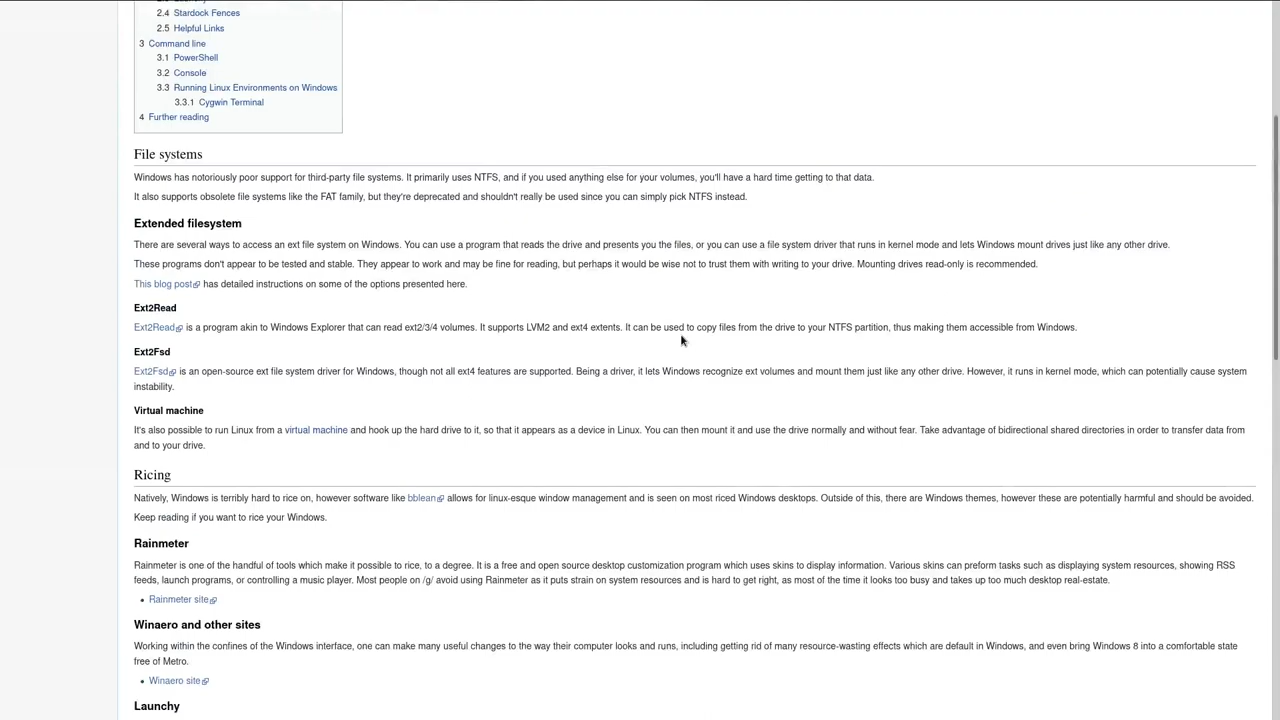 2.4 Stardock Fences
2.5 Helpful Links
3 Command line
3.1 PowerShell
3.2 Console
3.3 Running Linux Environments on Windows
3.3.1 Cygwin Terminal
4 Further reading
File systems
Windows has notoriously poor support for third-party file systems. It primarily uses NTFS, and if you used anything else for your volumes, you'll have a hard time getting to that data.
It also supports obsolete file systems like the FAT family, but they're deprecated and shouldn't really be used since you can simply pick NTFS instead.
Extended filesystem
There are several ways to access an ext file system on Windows. You can use a program that reads the drive and presents you the files, or you can use a file system driver that runs in kernel mode and lets Windows mount drives just like any other drive.
These programs don't appear to be tested and stable. They appear to work and may be fine for reading, but perhaps it would be wise not to trust them with writing to your drive. Mounting drives read-only is recommended.
This blog post has detailed instructions on some of the options presented here.
Ext2Read
Ext2Read is a program akin to Windows Explorer that can read ext2/3/4 volumes. It supports LVM2 and ext4 extents. It can be used to copy files from the drive to your NTFS partition, thus making them accessible from Windows.
Ext2Fsd
Ext2Fsd is an open-source ext file system driver for Windows, though not all ext4 features are supported. Being a driver, it lets Windows recognize ext volumes and mount them just like any other drive. However, it runs in kernel mode, which can potentially cause system
instability.
Virtual machine
It's also possible to run Linux from a virtual machine and hook up the hard drive to it, so that it appears as a device in Linux. You can then mount it and use the drive normally and without fear. Take advantage of bidirectional shared directories in order to transfer data from
and to your drive.
Ricing
Natively, Windows is terribly hard to rice on, however software like bblean allows for linux-esque window management and is seen on most riced Windows desktops. Outside of this, there are Windows themes, however these are potentially harmful and should be avoided.
Keep reading if you want to rice your Windows.
Rainmeter
Rainmeter is one of the handful of tools which make it possible to rice, to a degree. It is a free and open source desktop customization program which uses skins to display information. Various skins can preform tasks such as displaying system resources, showing RSS
feeds, launch programs, or controlling a music player. Most people on /g/ avoid using Rainmeter as it puts strain on system resources and is hard to get right, as most of the time it looks too busy and takes up too much desktop real-estate.
• Rainmeter site
Winaero and other sites
Working within the confines of the Windows interface, one can make many useful changes to the way their computer looks and runs, including getting rid of many resource-wasting effects which are default in Windows, and even bring Windows 8 into a comfortable state
free of Metro.
• Winaero site
Launchy